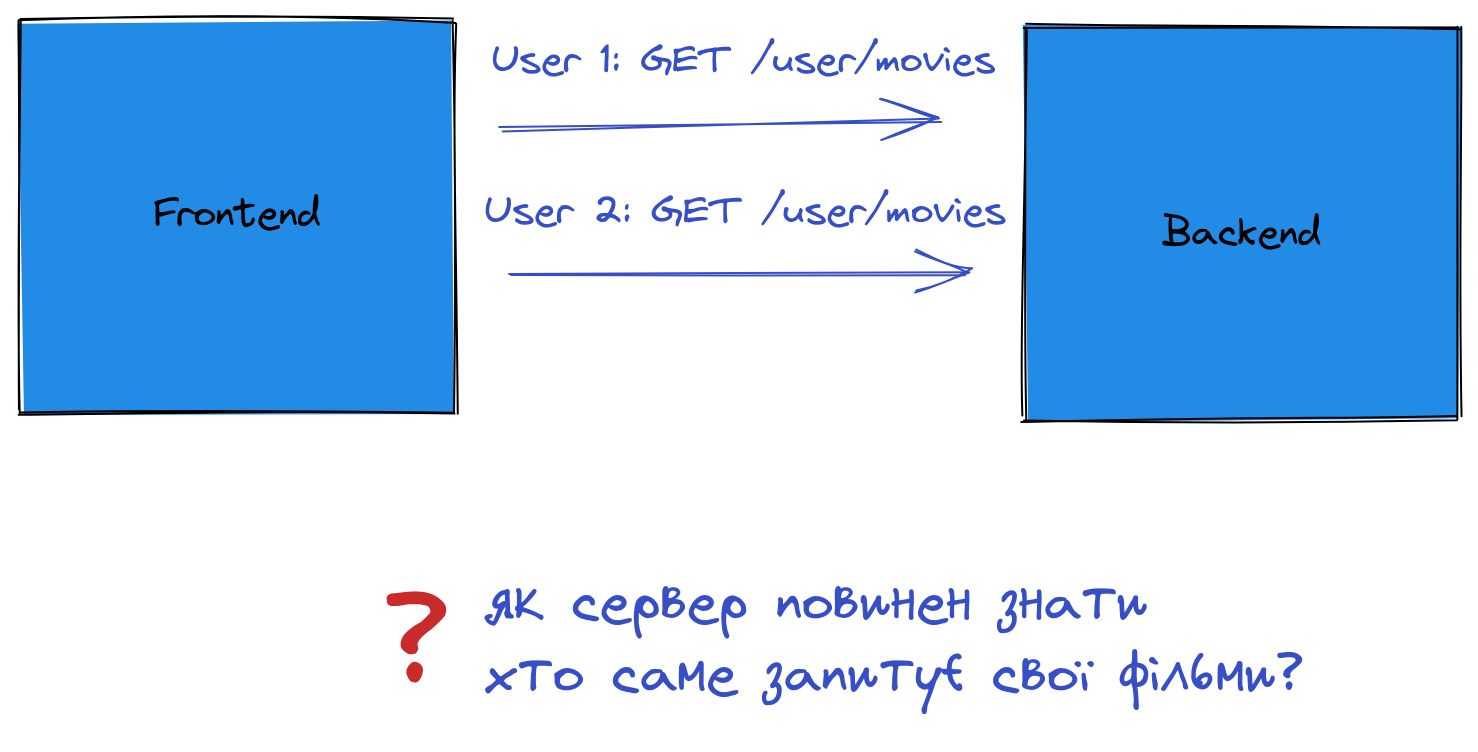 User 1: GET /user/movies
User 2: GET /user/movies
Frontend
Backend
? як сервер повинен знати
хто саме запитує свої фільми?